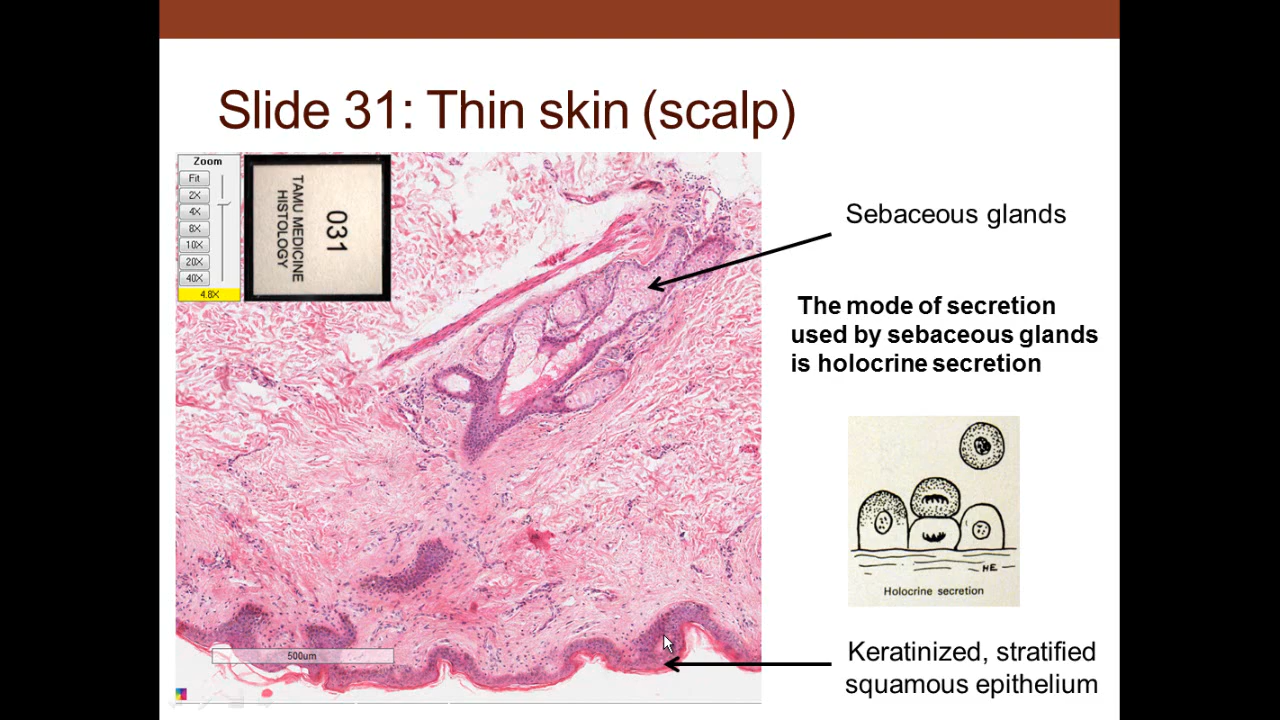 Slide 31: Thin skin (scalp)
Zoom
Fit
2X
4X
8X
10X
20X
40X
4.8X
TAMU MEDICINE
HISTOLOGY
031
Sebaceous glands
The mode of secretion
used by sebaceous glands
is holocrine secretion
HE
Holocrine secretion
Keratinized, stratified
squamous epithelium
500um